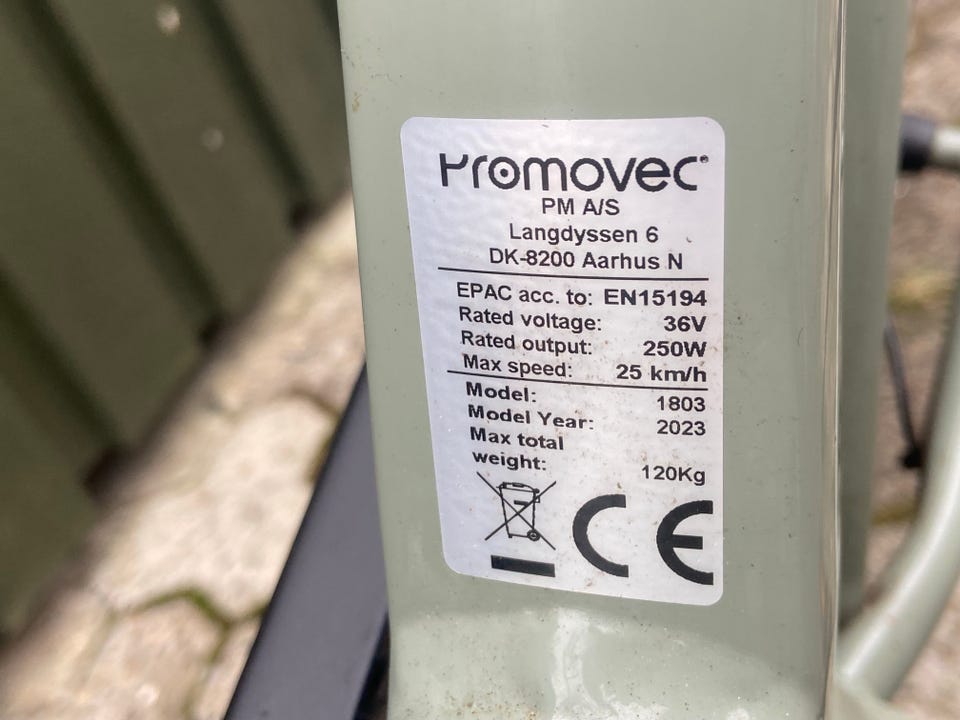 Promovec
PM A/S
Langdyssen 6
DK-8200 Aarhus N
EPAC acc. to: EN15194
Rated voltage: 36V
Rated output: 250W
Max speed: 25 km/h
Model: 1803
Model Year: 2023
Max total
weight: 120Kg
CE